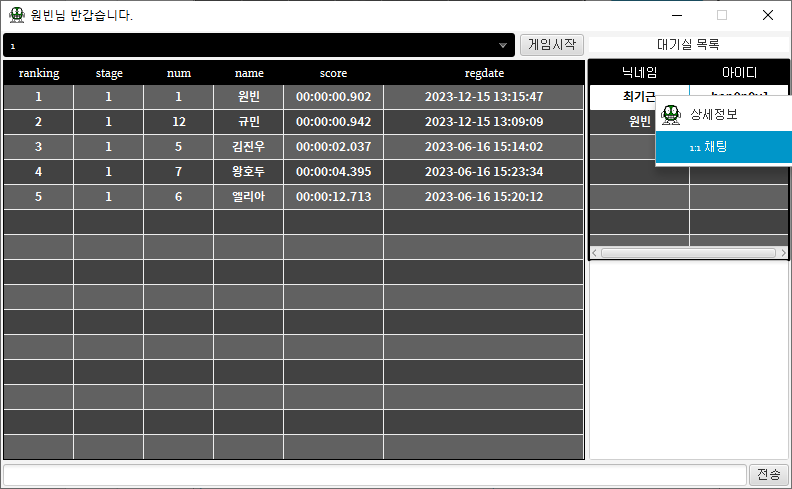 원빈님 반갑습니다.
1 게임시작 대기실 목록
ranking stage num name score regdate 닉네임 아이디
1 1 1 원빈 00:00:00.902 2023-12-15 13:15:47 최기근
2 1 12 규민 00:00:00.942 2023-12-15 13:09:09 원빈
상세정보
3 1 5 김진우 00:00:02.037 2023-06-16 15:14:02
1:1 채팅
4 1 7 왕호두 00:00:04.395 2023-06-16 15:23:34
5 1 6 엘리아 00:00:12.713 2023-06-16 15:20:12
전송